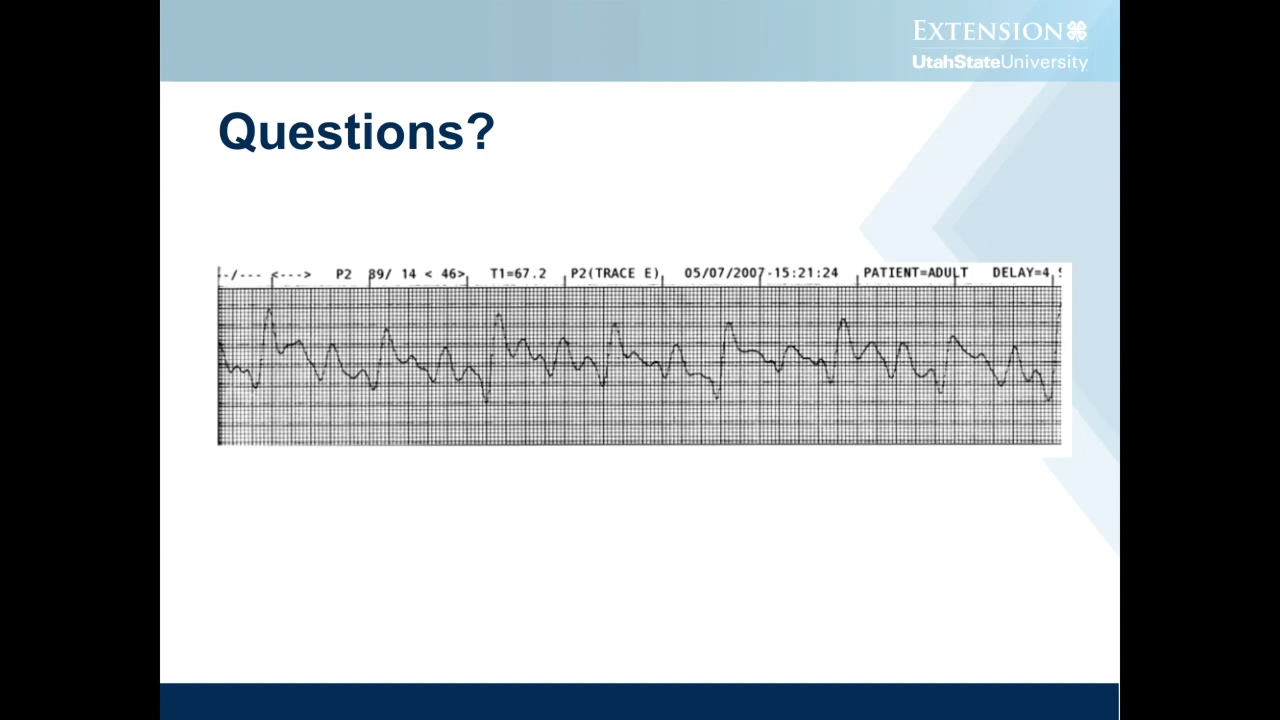 EXTENSION
UtahStateUniversity
Questions?
--/--- <---> P2 89/ 14 < 46> T1=67.2 P2(TRACE E) 05/07/2007-15:21:24 PATIENT=ADULT DELAY=4